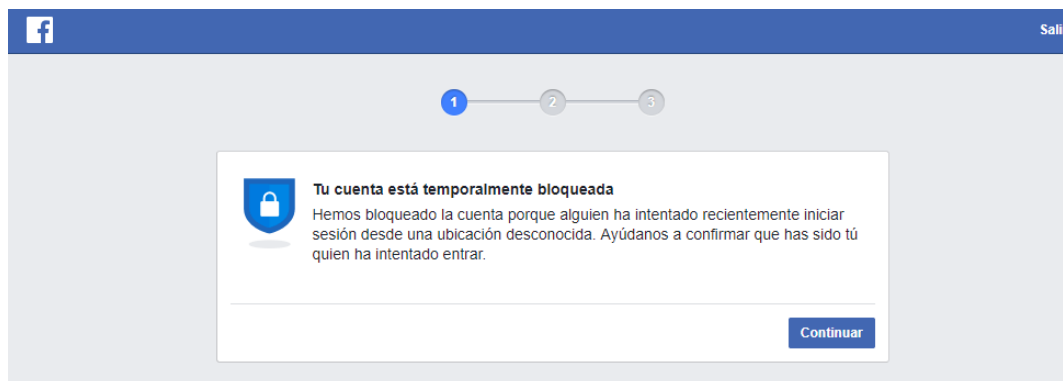 f
Sali
1 2 3
Tu cuenta está temporalmente bloqueada
Hemos bloqueado la cuenta porque alguien ha intentado recientemente iniciar
sesión desde una ubicación desconocida. Ayúdanos a confirmar que has sido tú
quien ha intentado entrar.
Continuar